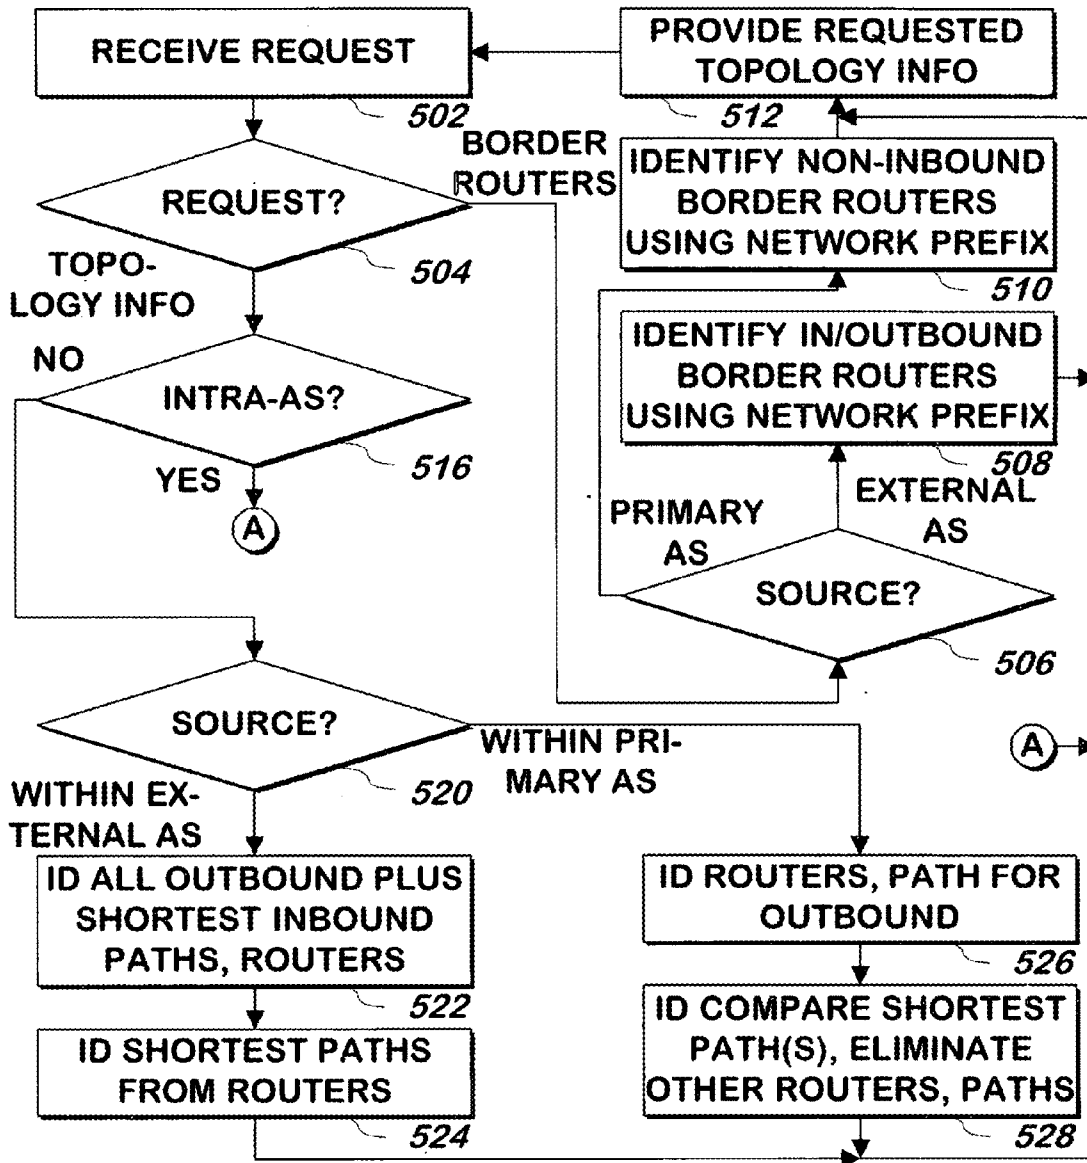 RECEIVE REQUEST
502
REQUEST?
504
BORDER
ROUTERS
TOPO-
LOGY INFO
NO
INTRA-AS?
516
YES
A
SOURCE?
520
WITHIN PRI-
MARY AS
WITHIN EX-
TERNAL AS
ID ALL OUTBOUND PLUS
SHORTEST INBOUND
PATHS, ROUTERS
522
ID SHORTEST PATHS
FROM ROUTERS
524
PROVIDE REQUESTED
TOPOLOGY INFO
512
IDENTIFY NON-INBOUND
BORDER ROUTERS
USING NETWORK PREFIX
510
IDENTIFY IN/OUTBOUND
BORDER ROUTERS
USING NETWORK PREFIX
508
PRIMARY
AS
EXTERNAL
AS
SOURCE?
506
A
ID ROUTERS, PATH FOR
OUTBOUND
526
ID COMPARE SHORTEST
PATH(S), ELIMINATE
OTHER ROUTERS, PATHS
528